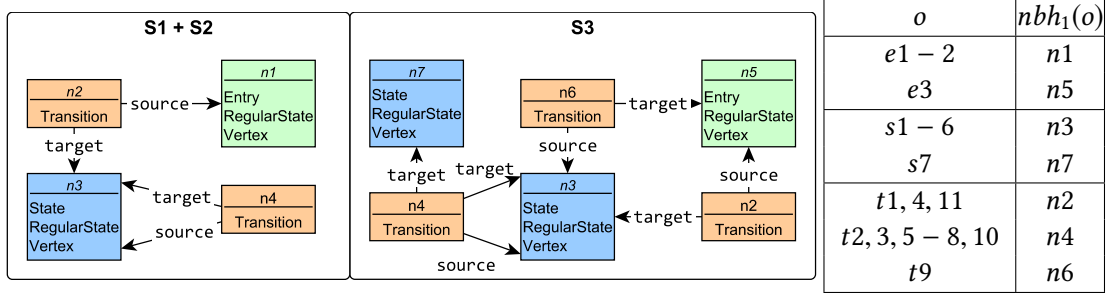 S1 + S2
n2
Transition
source
n1
Entry
RegularState
Vertex
target
n3
State
RegularState
Vertex
target
source
n4
Transition
S3
n7
State
RegularState
Vertex
n6
Transition
target
n5
Entry
RegularState
Vertex
source
target
target
source
n4
Transition
n3
State
RegularState
Vertex
target
n2
Transition
source
o nbh₁(o)
e1 − 2 n1
e3 n5
s1 − 6 n3
s7 n7
t1, 4, 11 n2
t2, 3, 5 − 8, 10 n4
t9 n6